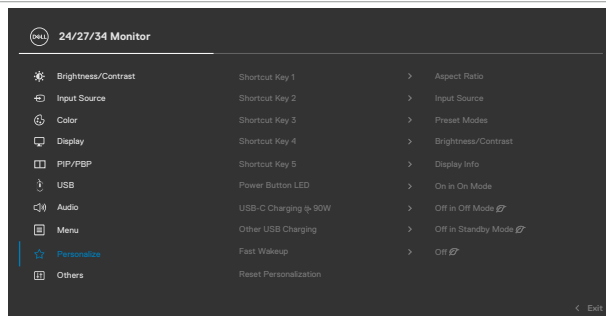 DELL 24/27/34 Monitor
Brightness/Contrast Shortcut Key 1 > Aspect Ratio
Input Source Shortcut Key 2 > Input Source
Color Shortcut Key 3 > Preset Modes
Display Shortcut Key 4 > Brightness/Contrast
PIP/PBP Shortcut Key 5 > Display Info
USB Power Button LED > On in On Mode
Audio USB-C Charging 90W > Off in Off Mode
Menu Other USB Charging > Off in Standby Mode
Personalize Fast Wakeup > Off
Others Reset Personalization
< Exit